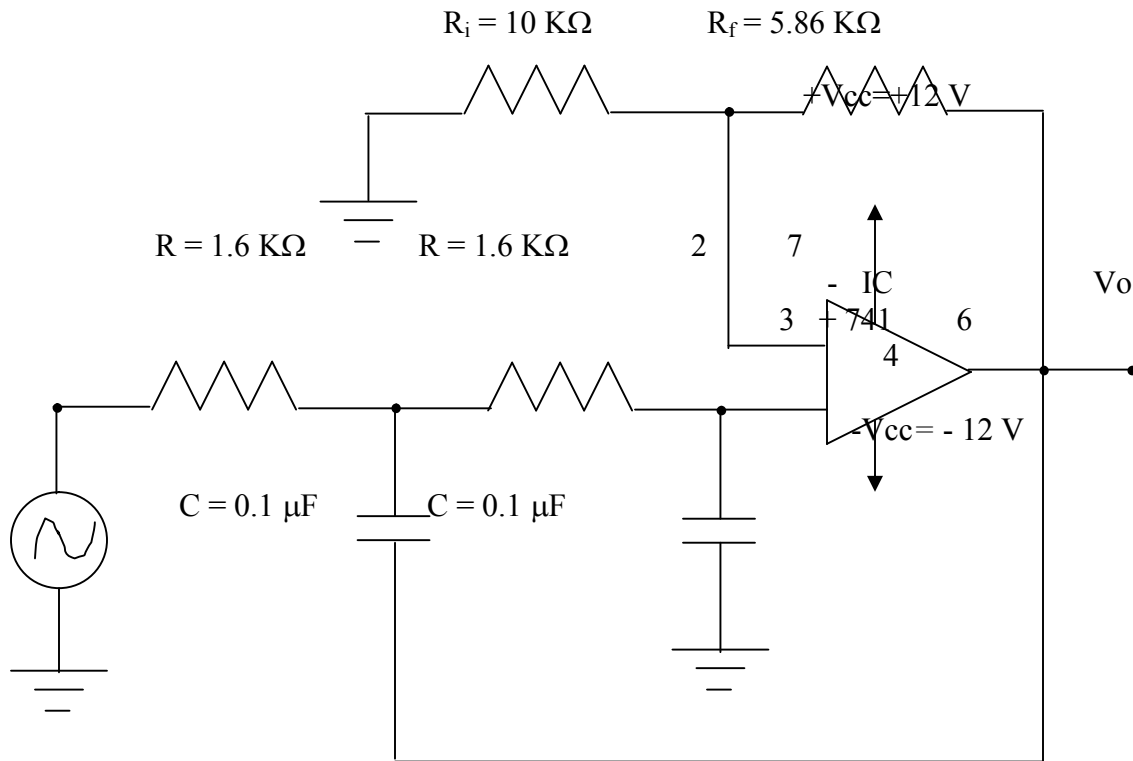 Rᵢ = 10 KΩ R_f = 5.86 KΩ
+Vcc=+12 V
R = 1.6 KΩ R = 1.6 KΩ 2 7
- IC Vo
3 + 741 6
4
-Vcc= - 12 V
C = 0.1 μF C = 0.1 μF